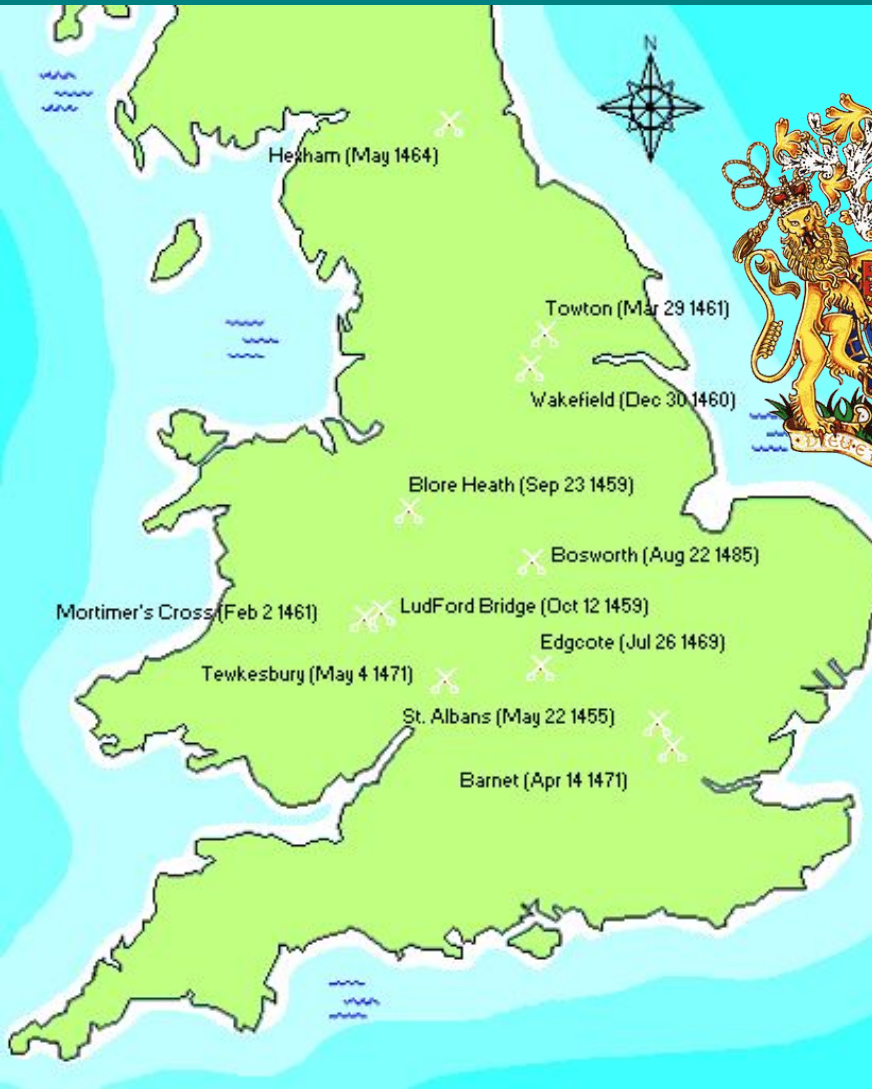 N
Hexham (May 1464)
Towton (Mar 29 1461)
Wakefield (Dec 30 1460)
Blore Heath (Sep 23 1459)
Bosworth (Aug 22 1485)
Mortimer's Cross (Feb 2 1461)
LudFord Bridge (Oct 12 1459)
Edgcote (Jul 26 1469)
Tewkesbury (May 4 1471)
St. Albans (May 22 1455)
Barnet (Apr 14 1471)
DIEU ET